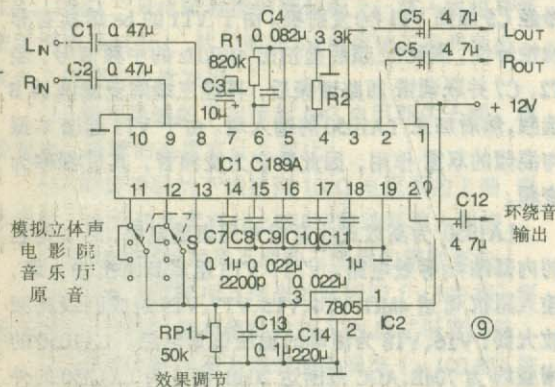 C1 0.47μ
C4
0.082μ
C5 4.7μ
L IN
R1
820k
3.3k
L OUT
C5 4.7μ
R OUT
R IN
C2 0.47μ
C3
10μ
R2
+ 12V
10 9 8 7 6 5 4 3 2 1
IC1 C189A
11 12 13 14 15 16 17 18 19 20
C12
4.7μ
环绕音
输出
模拟立体声
电影院
音乐厅
原音
S
C7 C8 C9 C10 C11
0.1μ 0.022μ
2200p 0.022μ 1μ
3 7805 1
2
IC2
RP1
50k
C13
0.1μ
C14
220μ
效果调节
⑨